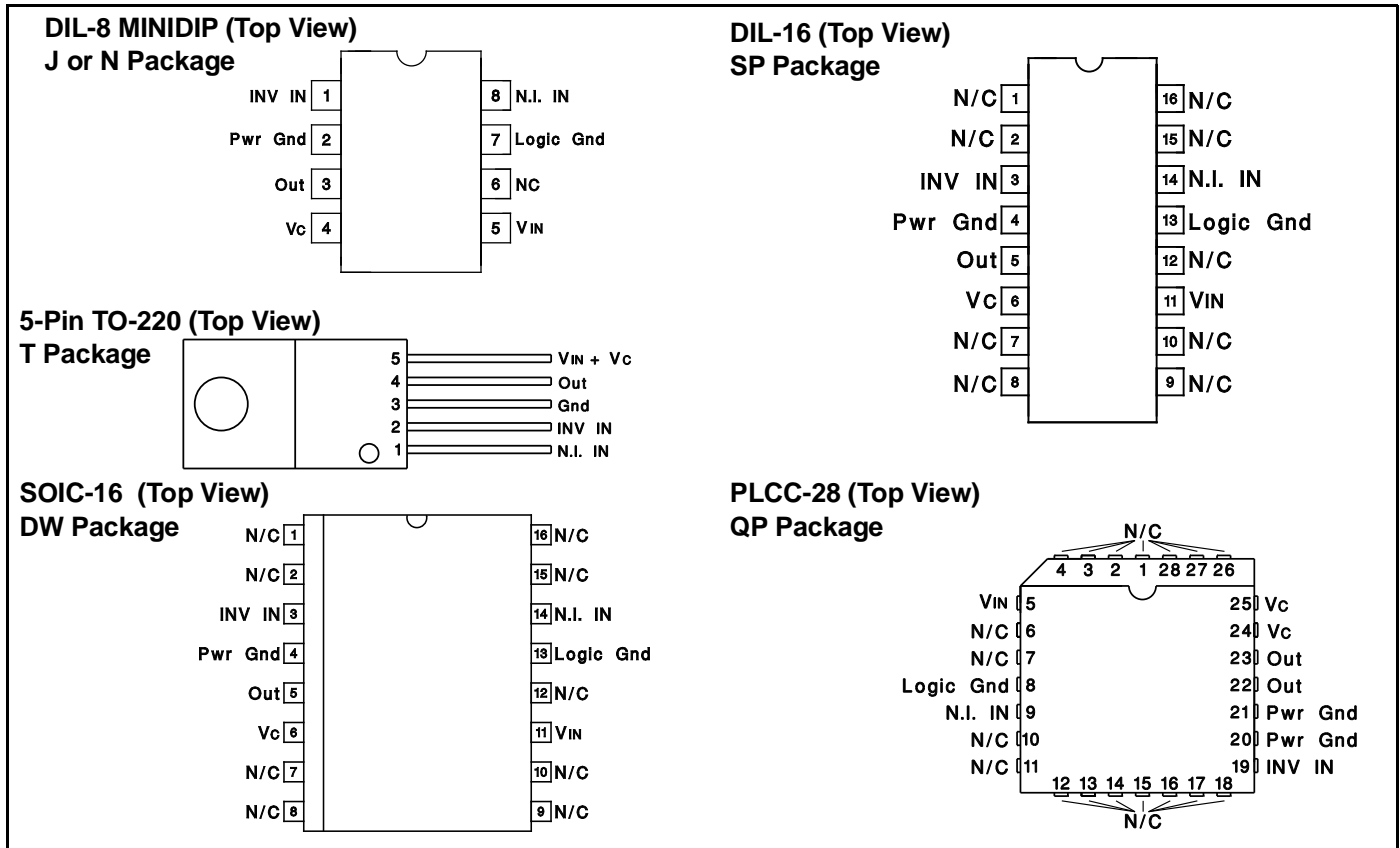 DIL-8 MINIDIP (Top View)
J or N Package
INV IN 1
8 N.I. IN
Pwr Gnd 2
7 Logic Gnd
Out 3
6 NC
VC 4
5 VIN
DIL-16 (Top View)
SP Package
N/C 1
16 N/C
N/C 2
15 N/C
INV IN 3
14 N.I. IN
Pwr Gnd 4
13 Logic Gnd
Out 5
12 N/C
VC 6
11 VIN
N/C 7
10 N/C
N/C 8
9 N/C
5-Pin TO-220 (Top View)
T Package
5 VIN + VC
4 Out
3 Gnd
2 INV IN
1 N.I. IN
SOIC-16 (Top View)
DW Package
N/C 1
16 N/C
N/C 2
15 N/C
INV IN 3
14 N.I. IN
Pwr Gnd 4
13 Logic Gnd
Out 5
12 N/C
VC 6
11 VIN
N/C 7
10 N/C
N/C 8
9 N/C
PLCC-28 (Top View)
QP Package
N/C
4 3 2 1 28 27 26
VIN 5
25 VC
N/C 6
24 VC
N/C 7
23 Out
Logic Gnd 8
22 Out
N.I. IN 9
21 Pwr Gnd
N/C 10
20 Pwr Gnd
N/C 11
19 INV IN
12 13 14 15 16 17 18
N/C